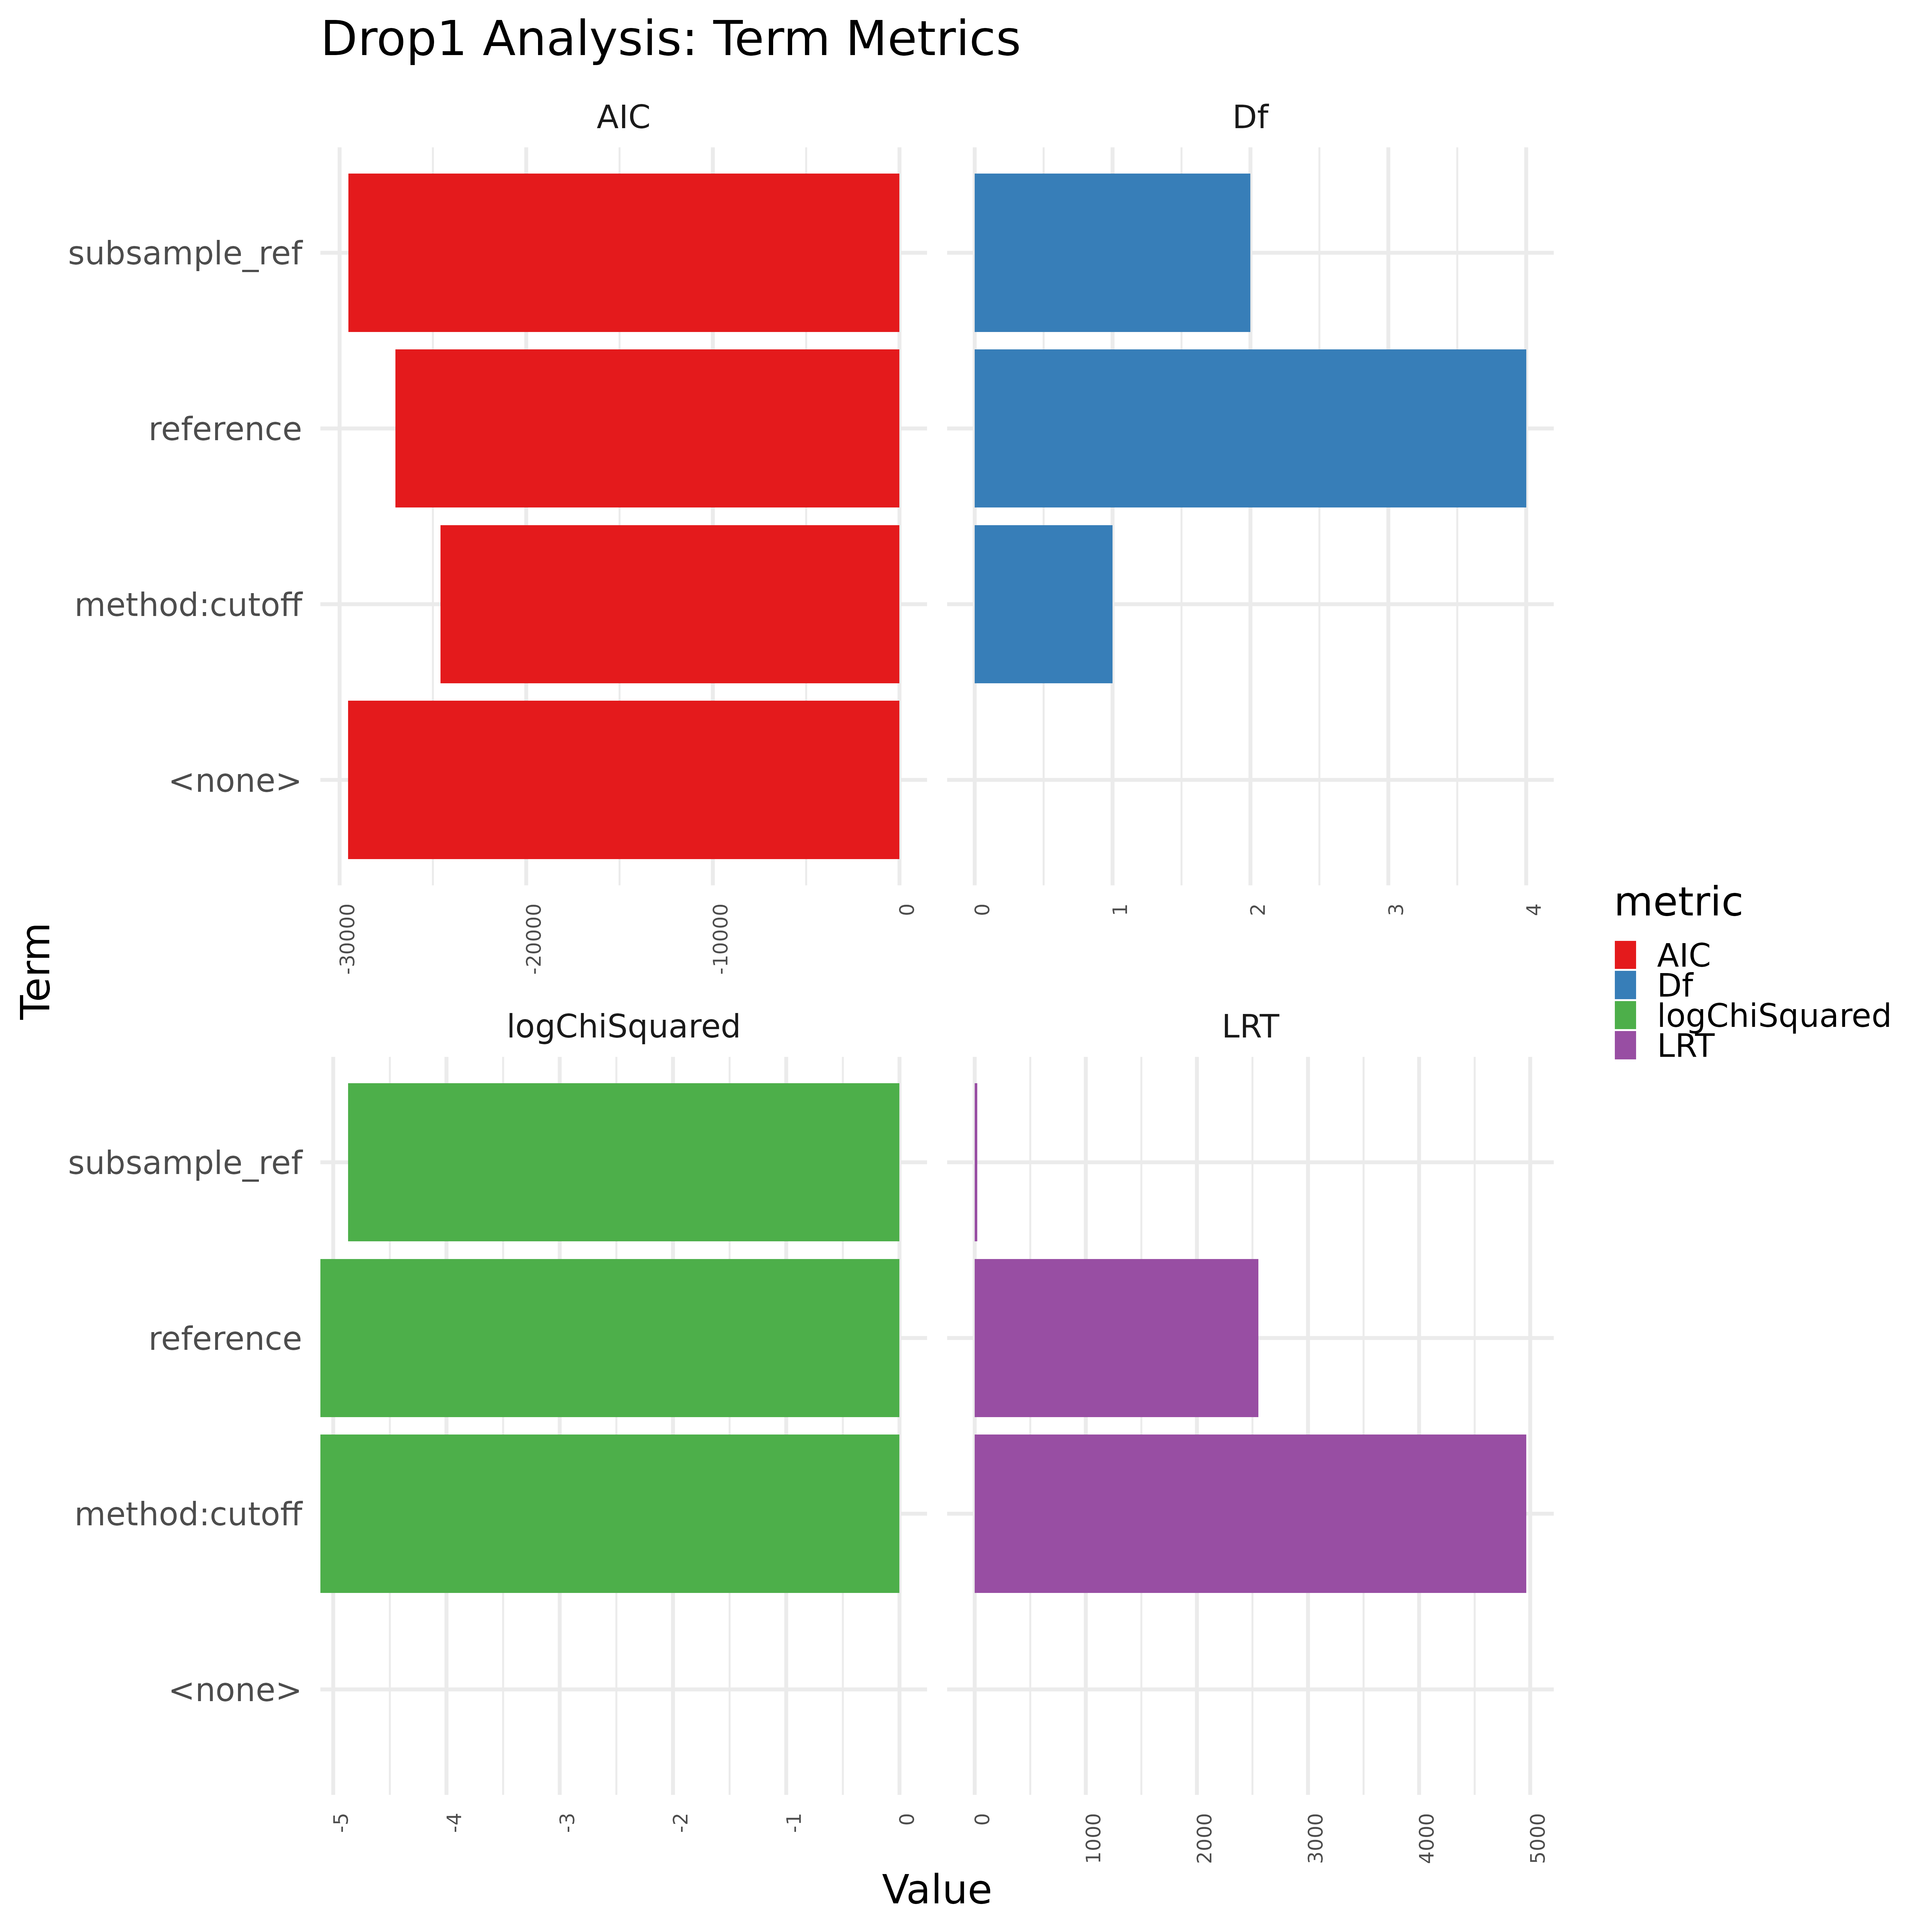 Drop1 Analysis: Term Metrics
AIC
Df
subsample_ref
reference
method:cutoff
<none>
-30000
-20000
-10000
0
0
1
2
3
4
Term
logChiSquared
LRT
subsample_ref
reference
method:cutoff
<none>
-5
-4
-3
-2
-1
0
0
1000
2000
3000
4000
5000
Value
metric
AIC
Df
logChiSquared
LRT